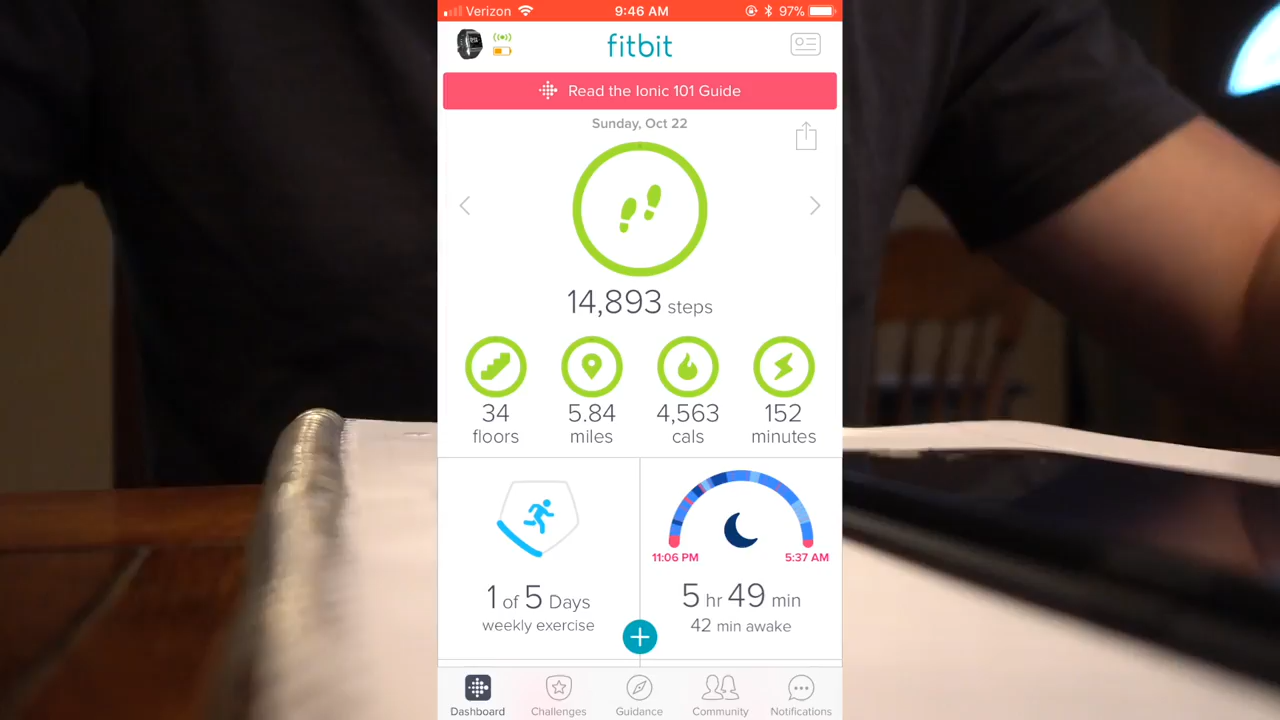 Verizon 9:46 AM 97%
fitbit
Read the Ionic 101 Guide
Sunday, Oct 22
14,893 steps
34 5.84 4,563 152
floors miles cals minutes
11:06 PM 5:37 AM
1 of 5 Days
weekly exercise
5 hr 49 min
42 min awake
Dashboard Challenges Guidance Community Notifications